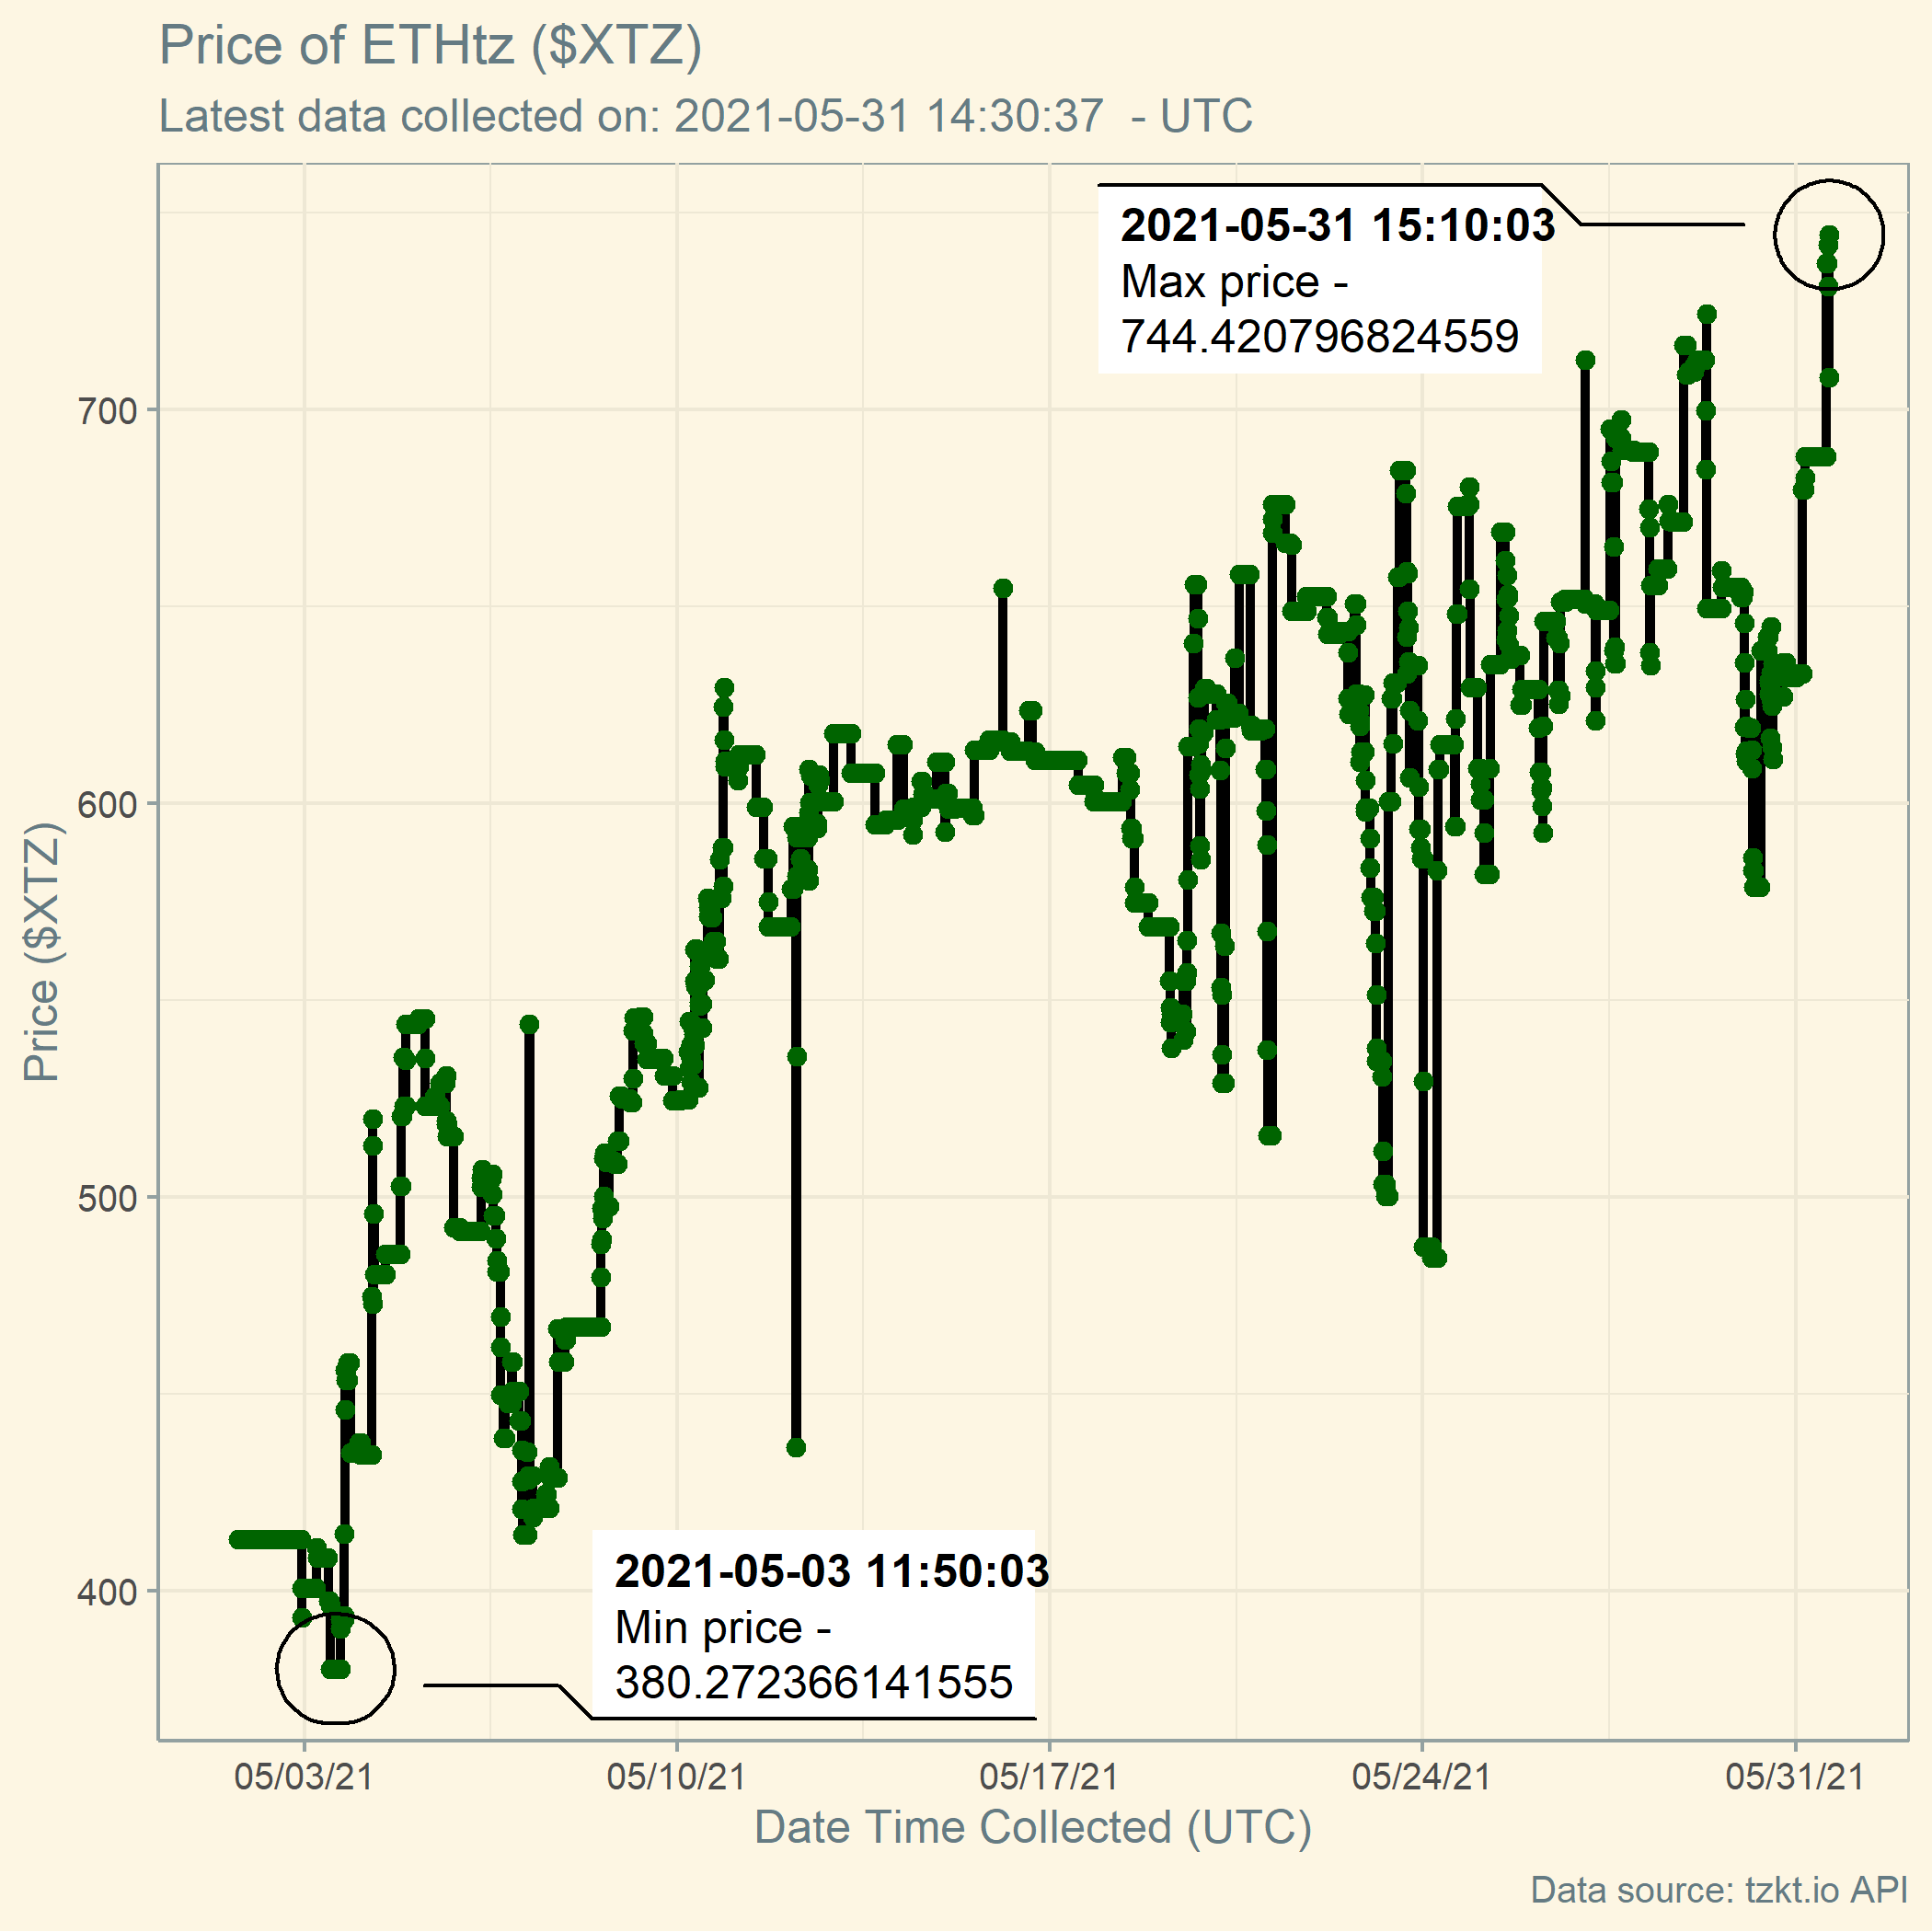 Price of ETHtz ($XTZ)
Latest data collected on: 2021-05-31 14:30:37  - UTC
2021-05-31 15:10:03
Max price -
744.420796824559
700
600
500
400
Price ($XTZ)
2021-05-03 11:50:03
Min price -
380.272366141555
05/03/21 05/10/21 05/17/21 05/24/21 05/31/21
Date Time Collected (UTC)
Data source: tzkt.io API